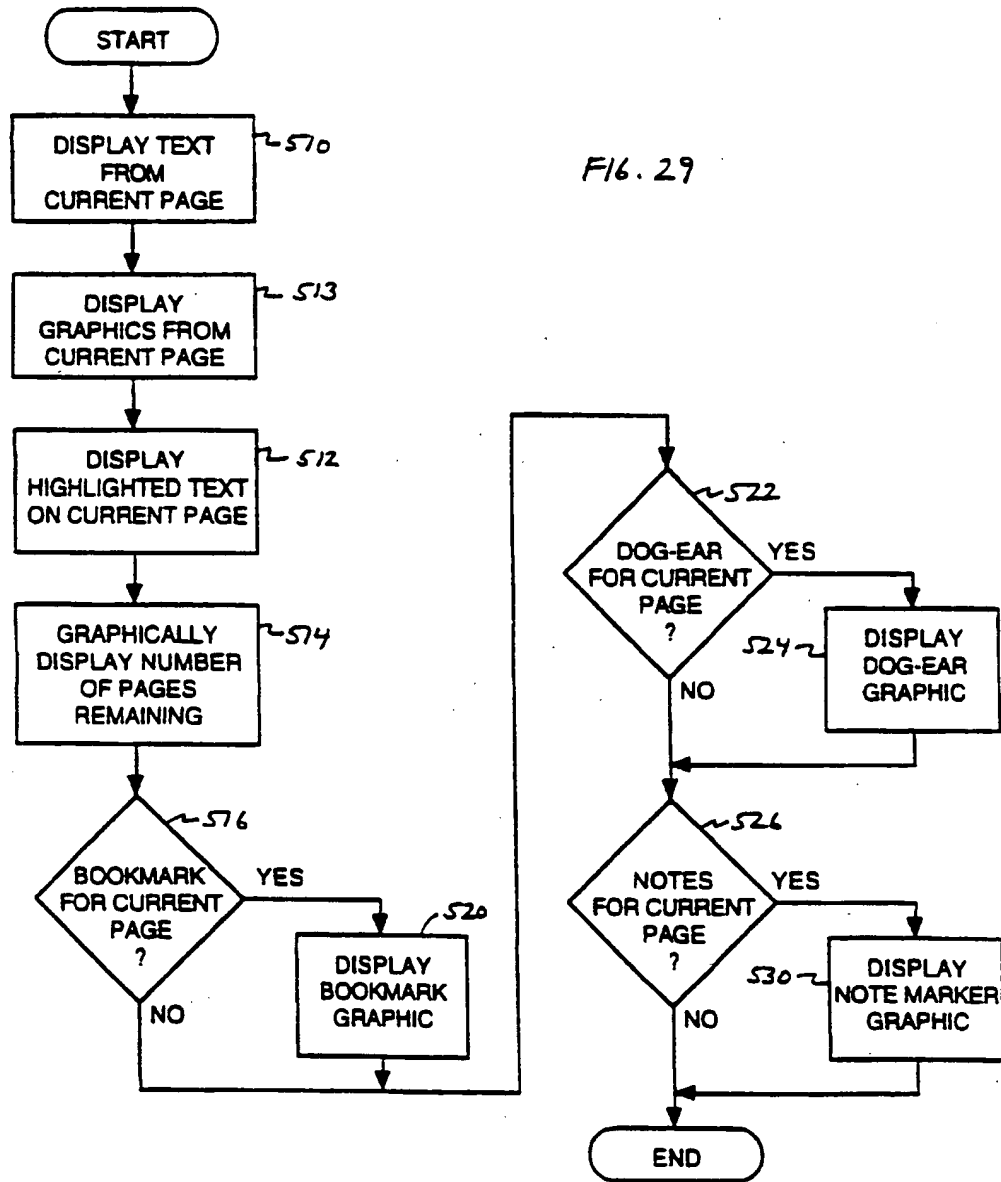 START
DISPLAY TEXT
FROM
CURRENT PAGE
510
FIG. 29
DISPLAY
GRAPHICS FROM
CURRENT PAGE
513
DISPLAY
HIGHLIGHTED TEXT
ON CURRENT PAGE
512
GRAPHICALLY
DISPLAY NUMBER
OF PAGES
REMAINING
514
BOOKMARK
FOR CURRENT
PAGE
?
516
YES
NO
520
DISPLAY
BOOKMARK
GRAPHIC
522
DOG-EAR
FOR CURRENT
PAGE
?
YES
NO
524
DISPLAY
DOG-EAR
GRAPHIC
526
NOTES
FOR CURRENT
PAGE
?
YES
NO
530
DISPLAY
NOTE MARKER
GRAPHIC
END